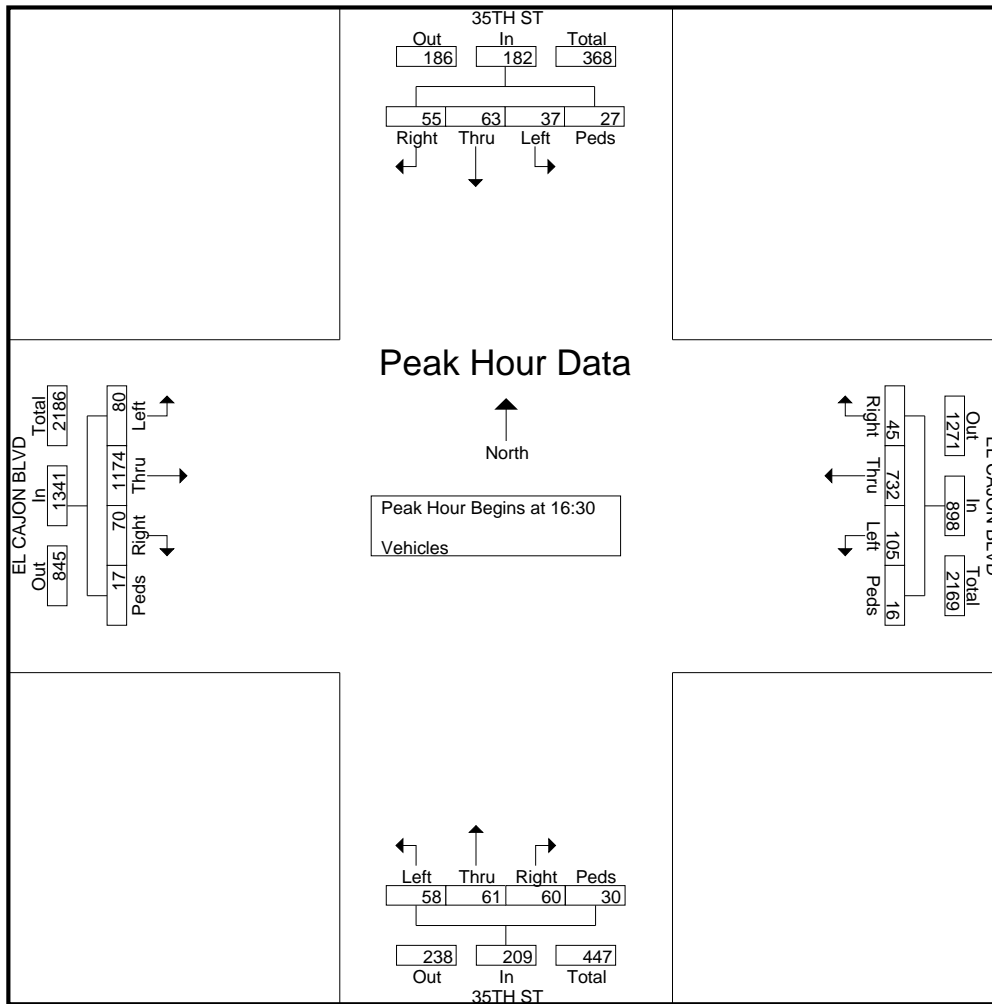 35TH ST
Out In Total
186 182 368
55 63 37 27
Right Thru Left Peds
Peak Hour Data
North
Peak Hour Begins at 16:30
Vehicles
EL CAJON BLVD
Out In Total
845 1341 2186
Left Thru Right Peds
80 1174 70 17
EL CAJON BLVD
Out In Total
1271 898 2169
Right Thru Left Peds
45 732 105 16
Left Thru Right Peds
58 61 60 30
238 209 447
Out In Total
35TH ST